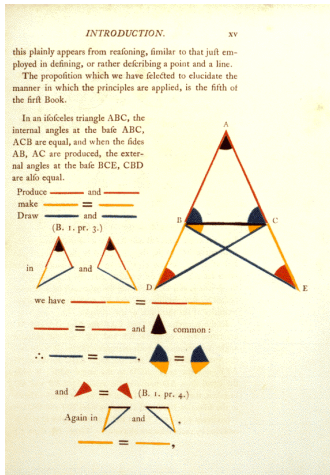 INTRODUCTION. xv
this plainly appears from reaſoning, ſimilar to that juſt em-
ployed in defining, or rather deſcribing a point and a line.
The propoſition which we have ſelected to elucidate the
manner in which the principles are applied, is the fifth of
the firſt Book.
In an iſoſceles triangle ABC, the
internal angles at the baſe ABC,
ACB are equal, and when the ſides
AB, AC are produced, the exter-
nal angles at the baſe BCE, CBD
are alſo equal.
Produce and
make =
Draw and
(B. 1. pr. 3.)
A
B C
D E
in and
we have =
= and common :
∴ = , =
and = (B. 1. pr. 4.)
Again in and
= ,